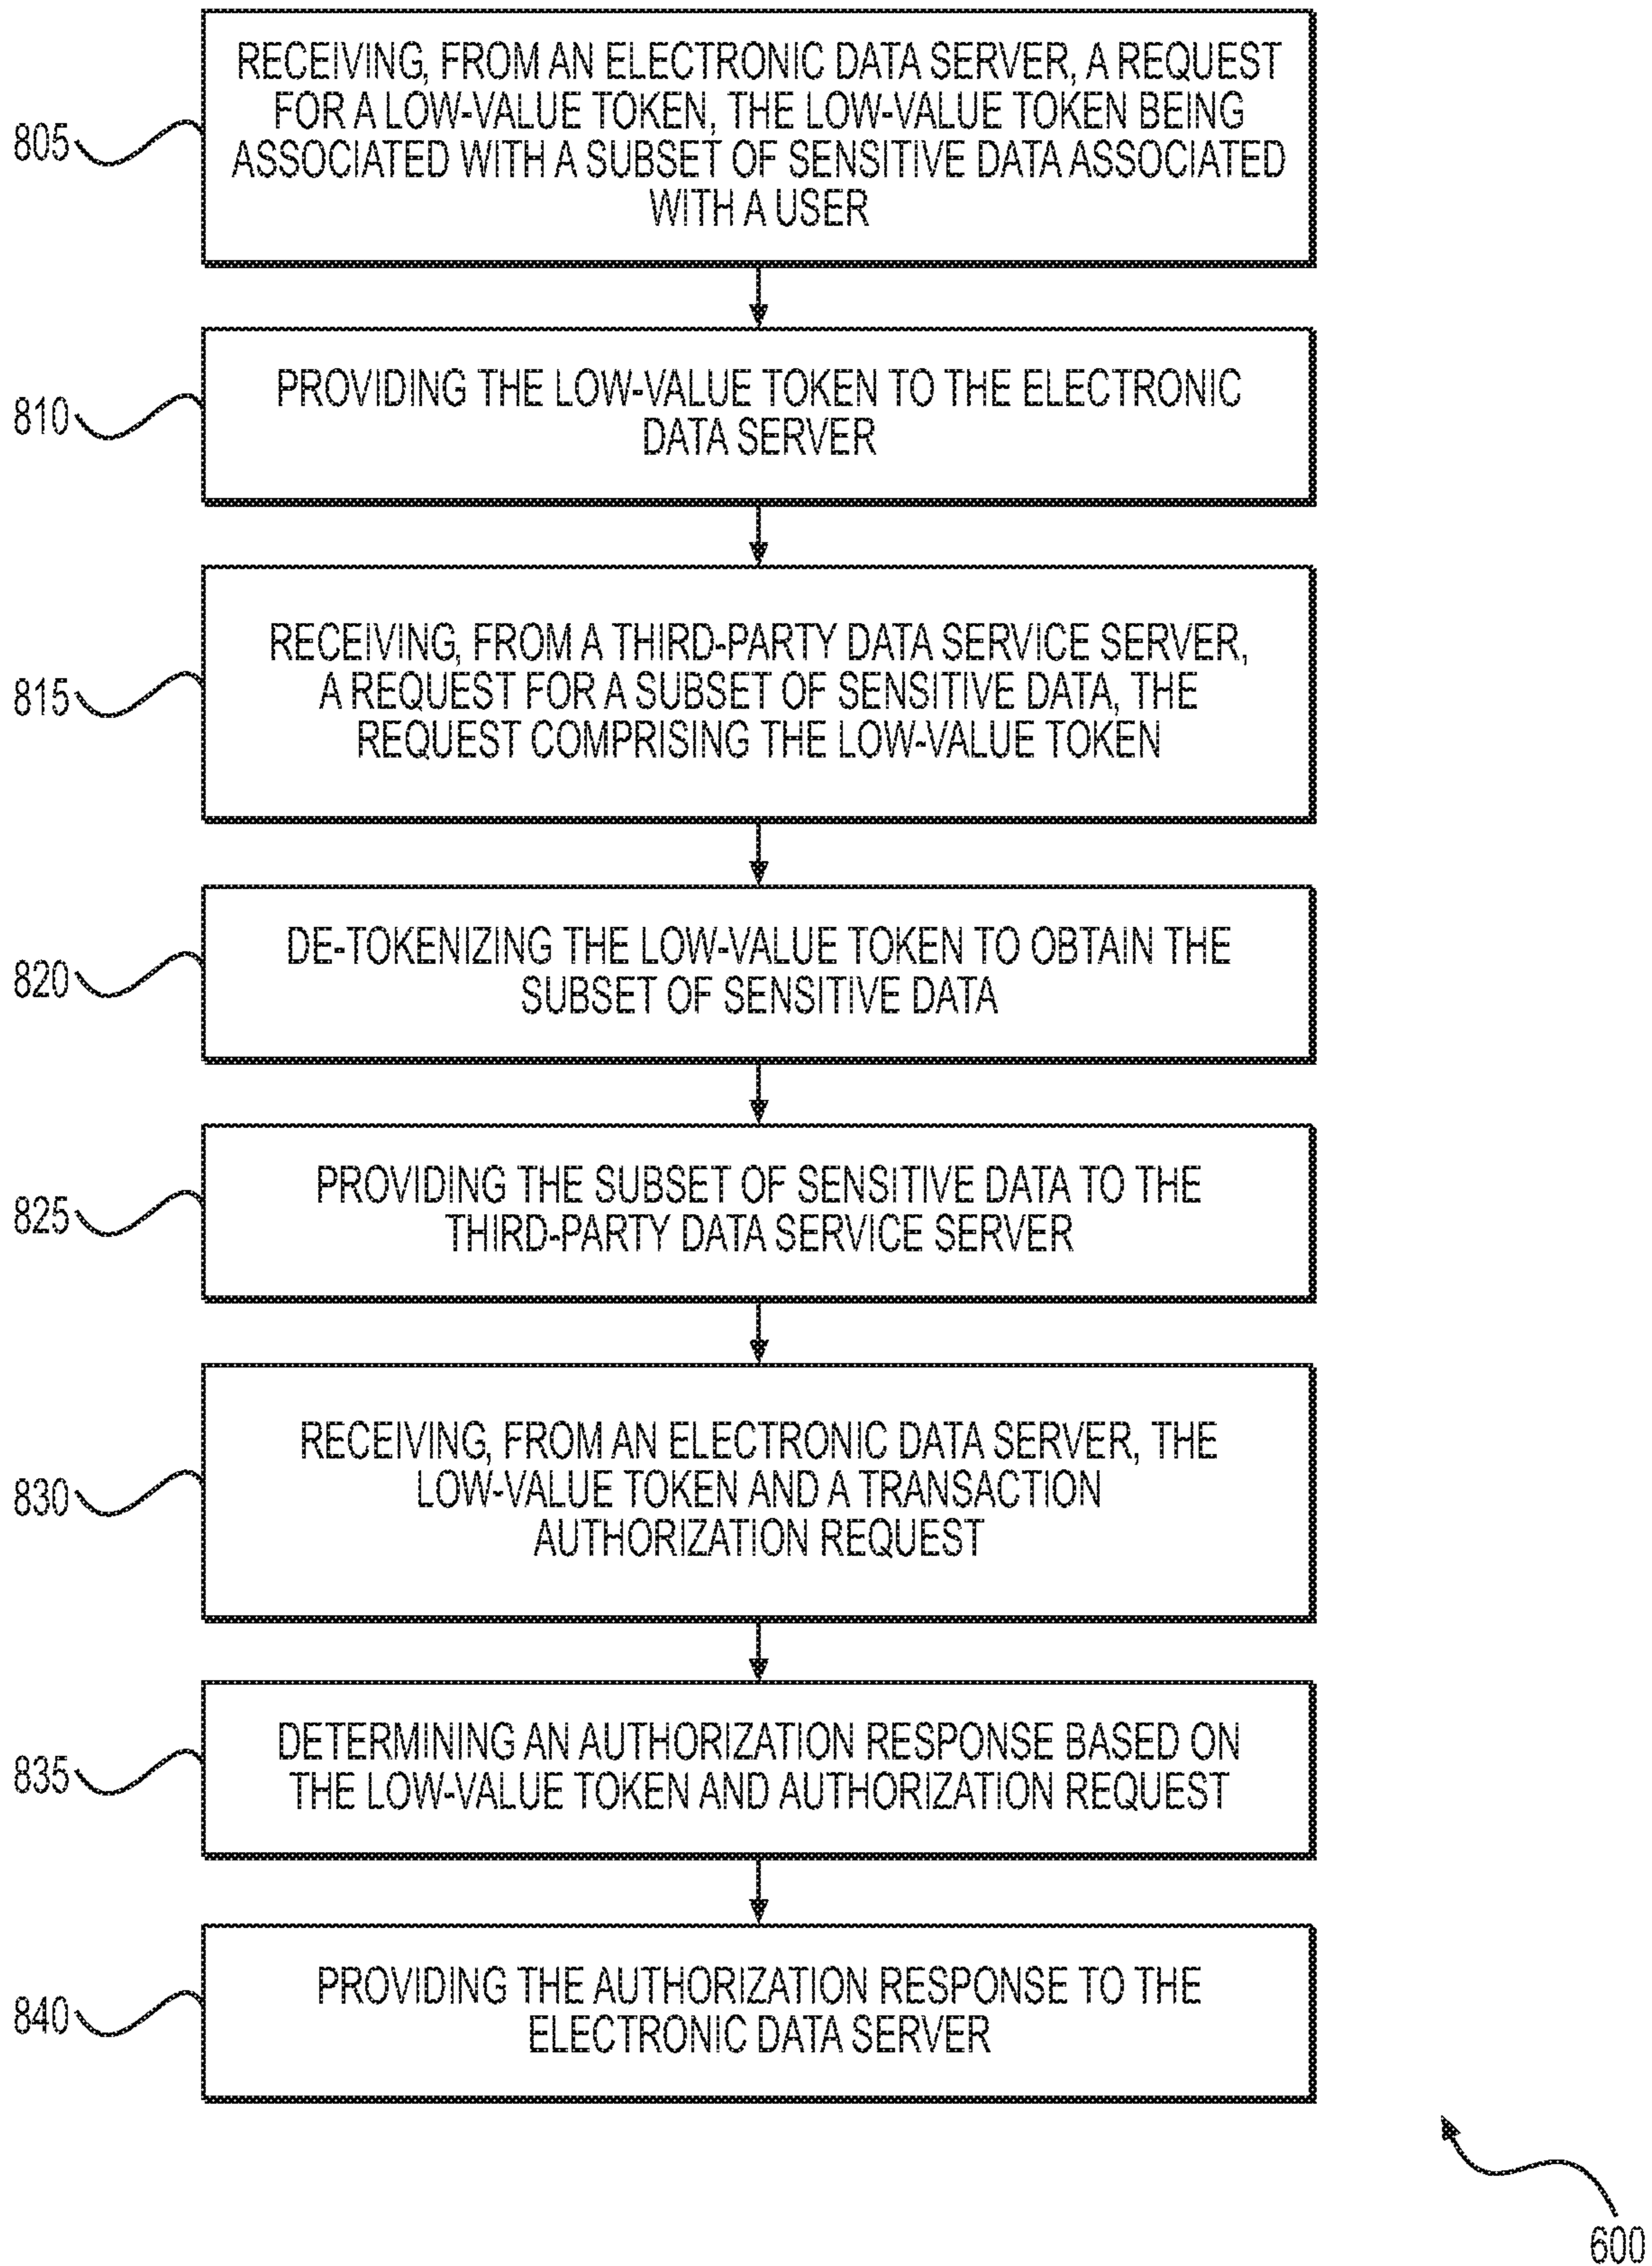 805
RECEIVING, FROM AN ELECTRONIC DATA SERVER, A REQUEST
FOR A LOW-VALUE TOKEN, THE LOW-VALUE TOKEN BEING
ASSOCIATED WITH A SUBSET OF SENSITIVE DATA ASSOCIATED
WITH A USER
810
PROVIDING THE LOW-VALUE TOKEN TO THE ELECTRONIC
DATA SERVER
815
RECEIVING, FROM A THIRD-PARTY DATA SERVICE SERVER,
A REQUEST FOR A SUBSET OF SENSITIVE DATA, THE
REQUEST COMPRISING THE LOW-VALUE TOKEN
820
DE-TOKENIZING THE LOW-VALUE TOKEN TO OBTAIN THE
SUBSET OF SENSITIVE DATA
825
PROVIDING THE SUBSET OF SENSITIVE DATA TO THE
THIRD-PARTY DATA SERVICE SERVER
830
RECEIVING, FROM AN ELECTRONIC DATA SERVER, THE
LOW-VALUE TOKEN AND A TRANSACTION
AUTHORIZATION REQUEST
835
DETERMINING AN AUTHORIZATION RESPONSE BASED ON
THE LOW-VALUE TOKEN AND AUTHORIZATION REQUEST
840
PROVIDING THE AUTHORIZATION RESPONSE TO THE
ELECTRONIC DATA SERVER
600